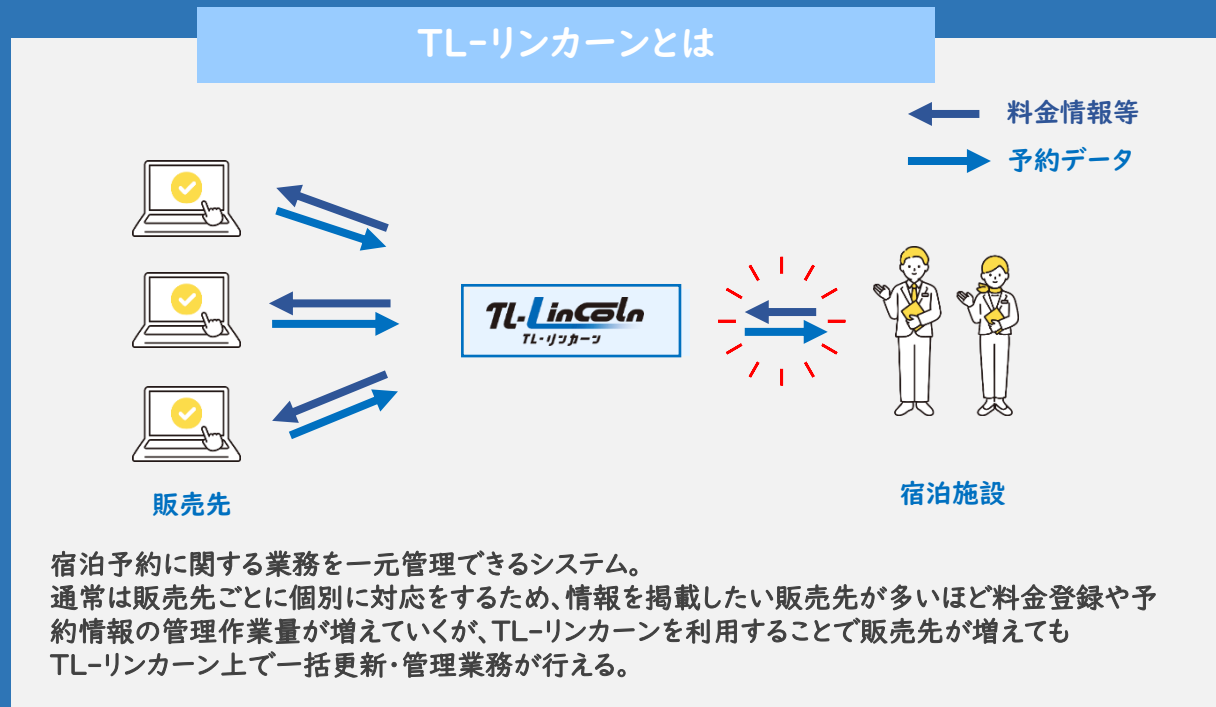 TL-リンカーンとは
料金情報等
予約データ
TL-Lincoln
TL-リンカーン
販売先
宿泊施設
宿泊予約に関する業務を一元管理できるシステム。
通常は販売先ごとに個別に対応をするため、情報を掲載したい販売先が多いほど料金登録や予
約情報の管理作業量が増えていくが、TL-リンカーンを利用することで販売先が増えても
TL-リンカーン上で一括更新・管理業務が行える。